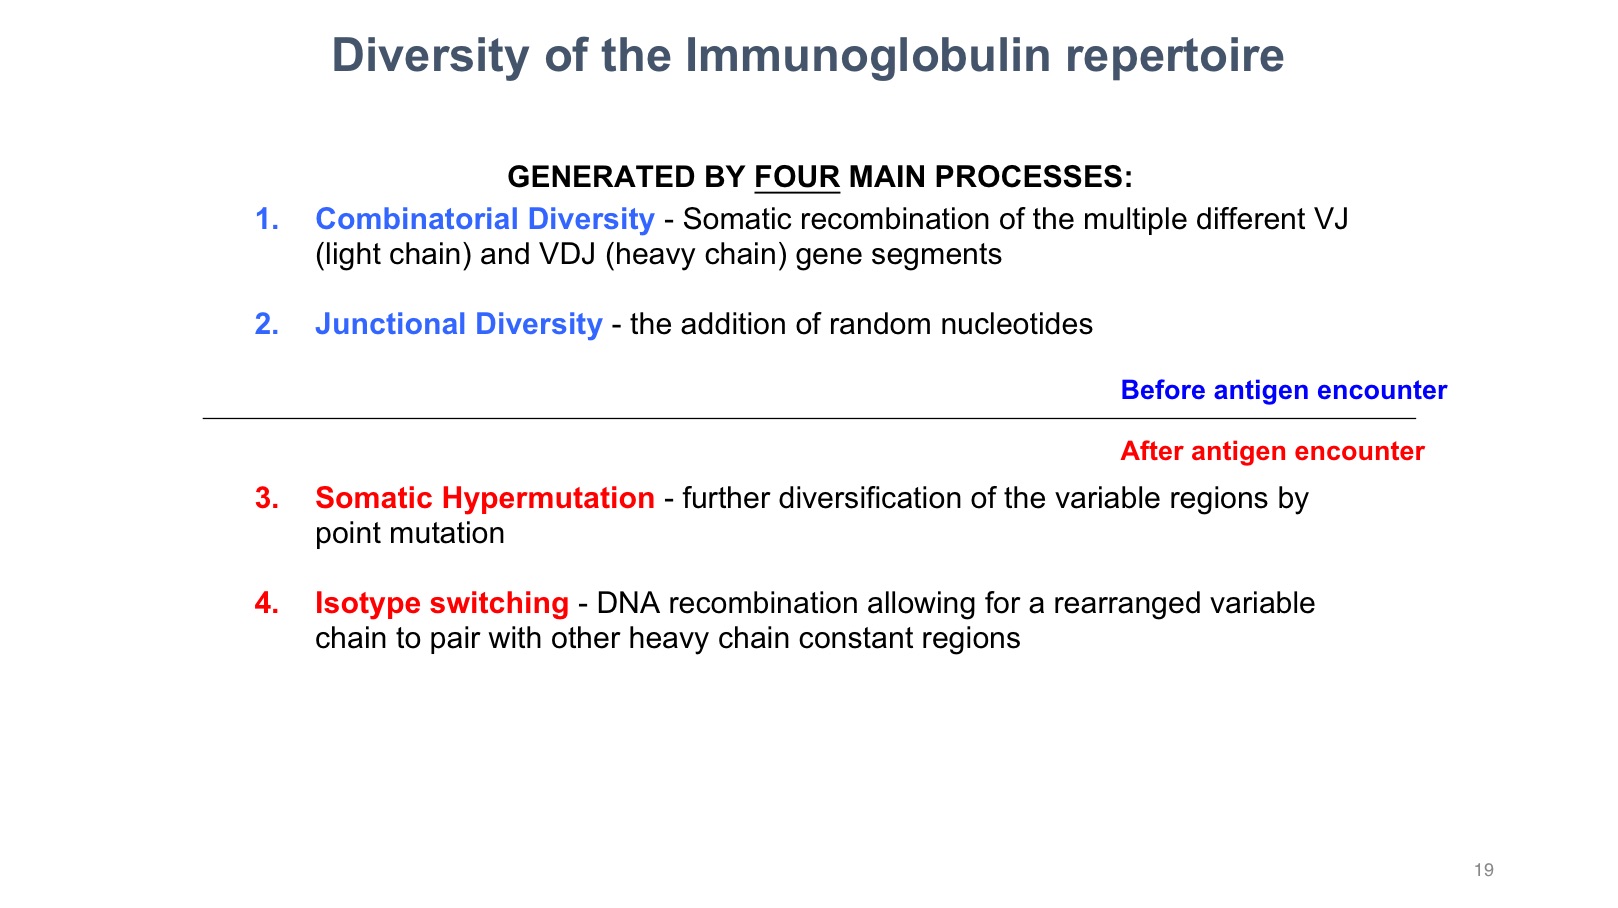 Diversity of the Immunoglobulin repertoire
GENERATED BY FOUR MAIN PROCESSES:
1. Combinatorial Diversity - Somatic recombination of the multiple different VJ
(light chain) and VDJ (heavy chain) gene segments
2. Junctional Diversity - the addition of random nucleotides
Before antigen encounter
After antigen encounter
3. Somatic Hypermutation - further diversification of the variable regions by
point mutation
4. Isotype switching - DNA recombination allowing for a rearranged variable
chain to pair with other heavy chain constant regions
19